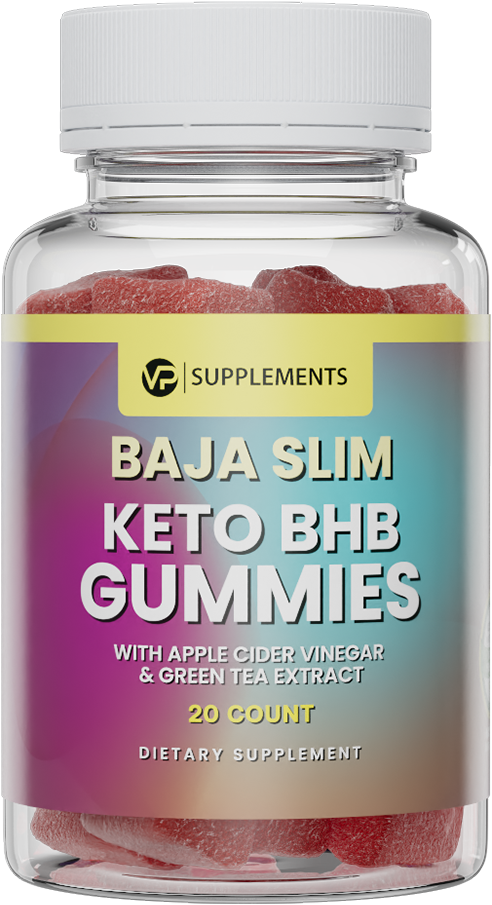 VP | SUPPLEMENTS
BAJA SLIM
KETO BHB
GUMMIES
WITH APPLE CIDER VINEGAR
& GREEN TEA EXTRACT
20 COUNT
DIETARY SUPPLEMENT